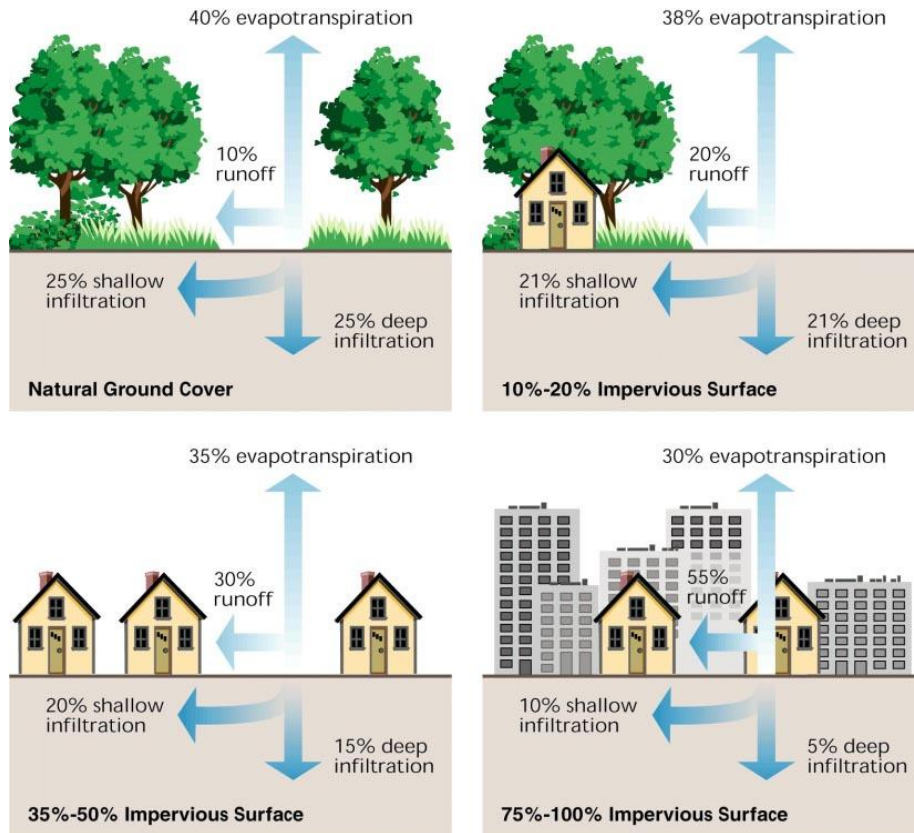 40% evapotranspiration
10%
runoff
25% shallow
infiltration
25% deep
infiltration
Natural Ground Cover
38% evapotranspiration
20%
runoff
21% shallow
infiltration
21% deep
infiltration
10%-20% Impervious Surface
35% evapotranspiration
30%
runoff
20% shallow
infiltration
15% deep
infiltration
35%-50% Impervious Surface
30% evapotranspiration
55%
runoff
10% shallow
infiltration
5% deep
infiltration
75%-100% Impervious Surface